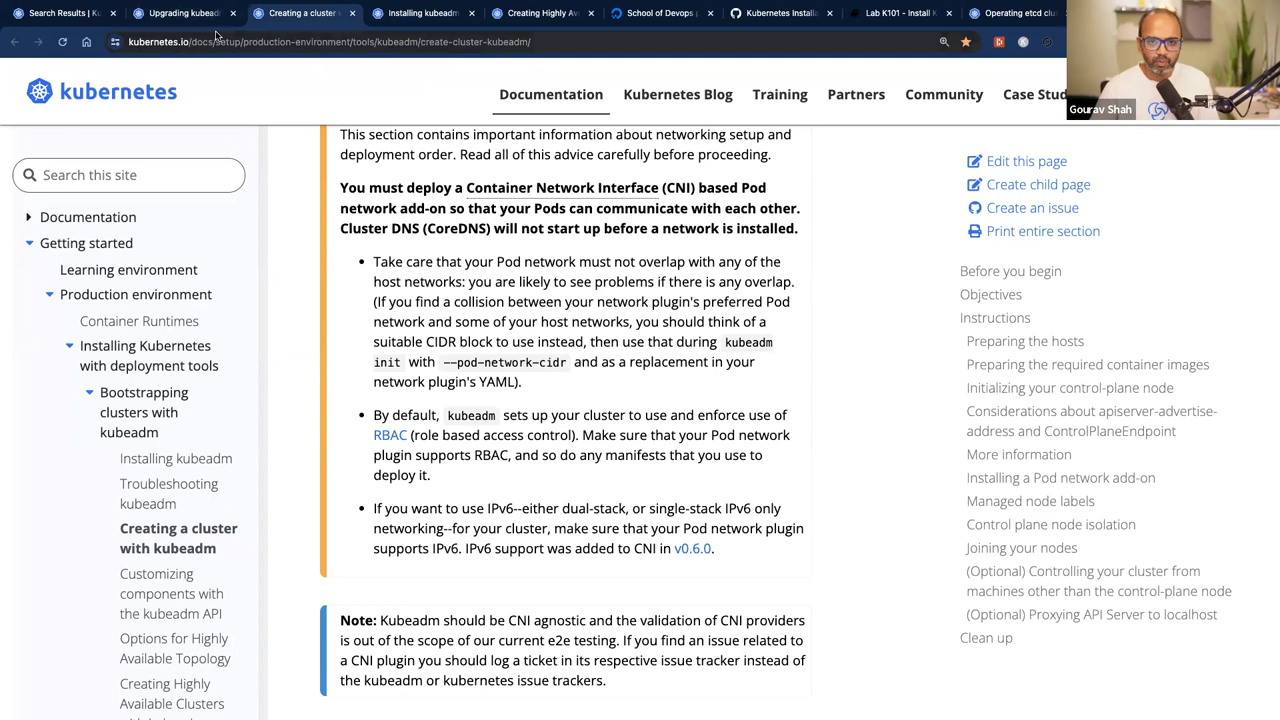 Search Results | Ku
Upgrading kubead
Creating a cluster
Installing kubeadm
Creating Highly Av
School of Devops
Kubernetes Installa
Lab K101 - Install K
Operating etcd clu
kubernetes.io/docs/setup/production-environment/tools/kubeadm/create-cluster-kubeadm/
Gourav Shah
kubernetes
Documentation
Kubernetes Blog
Training
Partners
Community
Case Stud
Search this site
Documentation
Getting started
Learning environment
Production environment
Container Runtimes
Installing Kubernetes
with deployment tools
Bootstrapping
clusters with
kubeadm
Installing kubeadm
Troubleshooting
kubeadm
Creating a cluster
with kubeadm
Customizing
components with
the kubeadm API
Options for Highly
Available Topology
Creating Highly
Available Clusters
This section contains important information about networking setup and
deployment order. Read all of this advice carefully before proceeding.
You must deploy a Container Network Interface (CNI) based Pod
network add-on so that your Pods can communicate with each other.
Cluster DNS (CoreDNS) will not start up before a network is installed.
Take care that your Pod network must not overlap with any of the
host networks: you are likely to see problems if there is any overlap.
(If you find a collision between your network plugin's preferred Pod
network and some of your host networks, you should think of a
suitable CIDR block to use instead, then use that during kubeadm
init with --pod-network-cidr and as a replacement in your
network plugin's YAML).
By default, kubeadm sets up your cluster to use and enforce use of
RBAC (role based access control). Make sure that your Pod network
plugin supports RBAC, and so do any manifests that you use to
deploy it.
If you want to use IPv6--either dual-stack, or single-stack IPv6 only
networking--for your cluster, make sure that your Pod network plugin
supports IPv6. IPv6 support was added to CNI in v0.6.0.
Note: Kubeadm should be CNI agnostic and the validation of CNI providers
is out of the scope of our current e2e testing. If you find an issue related to
a CNI plugin you should log a ticket in its respective issue tracker instead of
the kubeadm or kubernetes issue trackers.
Edit this page
Create child page
Create an issue
Print entire section
Before you begin
Objectives
Instructions
Preparing the hosts
Preparing the required container images
Initializing your control-plane node
Considerations about apiserver-advertise-
address and ControlPlaneEndpoint
More information
Installing a Pod network add-on
Managed node labels
Control plane node isolation
Joining your nodes
(Optional) Controlling your cluster from
machines other than the control-plane node
(Optional) Proxying API Server to localhost
Clean up